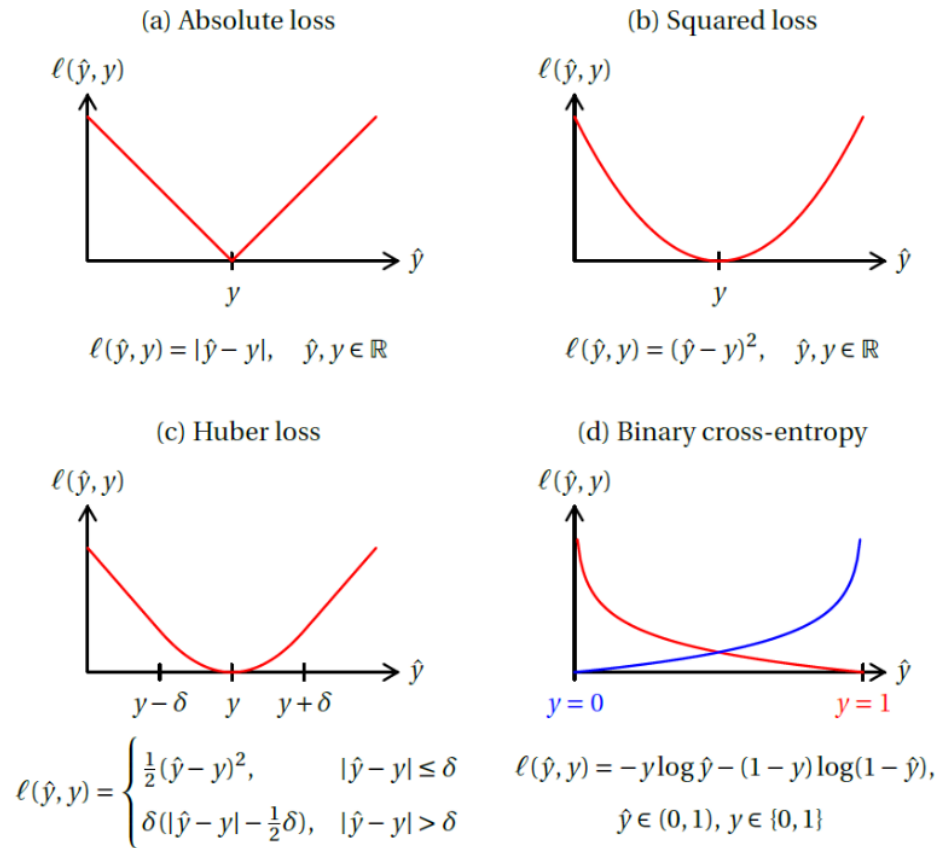 (a) Absolute loss
ℓ(ŷ, y)
ŷ
y
ℓ(ŷ, y) = |ŷ − y|, ŷ, y ∈ ℝ
(b) Squared loss
ℓ(ŷ, y)
ŷ
y
ℓ(ŷ, y) = (ŷ − y)², ŷ, y ∈ ℝ
(c) Huber loss
ℓ(ŷ, y)
ŷ
y − δ y y + δ
ℓ(ŷ, y) = { ½(ŷ − y)², |ŷ − y| ≤ δ
δ(|ŷ − y| − ½δ), |ŷ − y| > δ
(d) Binary cross-entropy
ℓ(ŷ, y)
ŷ
y = 0 y = 1
ℓ(ŷ, y) = −y log ŷ − (1 − y) log(1 − ŷ),
ŷ ∈ (0, 1), y ∈ {0, 1}